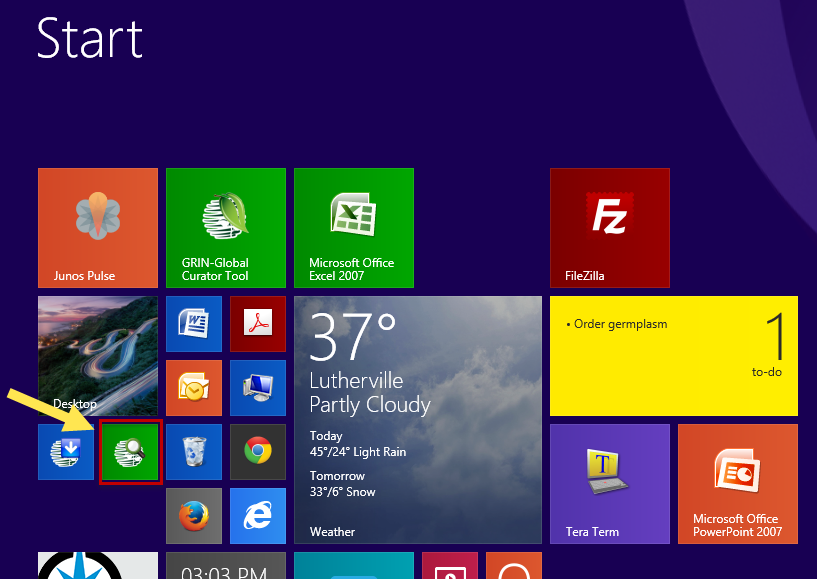 Start
Junos Pulse
GRIN-Global
Curator Tool
Microsoft Office
Excel 2007
FileZilla
Desktop
37°
Lutherville
Partly Cloudy
Today
45°/24° Light Rain
Tomorrow
33°/6° Snow
Weather
• Order germplasm
1
to-do
Tera Term
Microsoft Office
PowerPoint 2007
03:03 PM